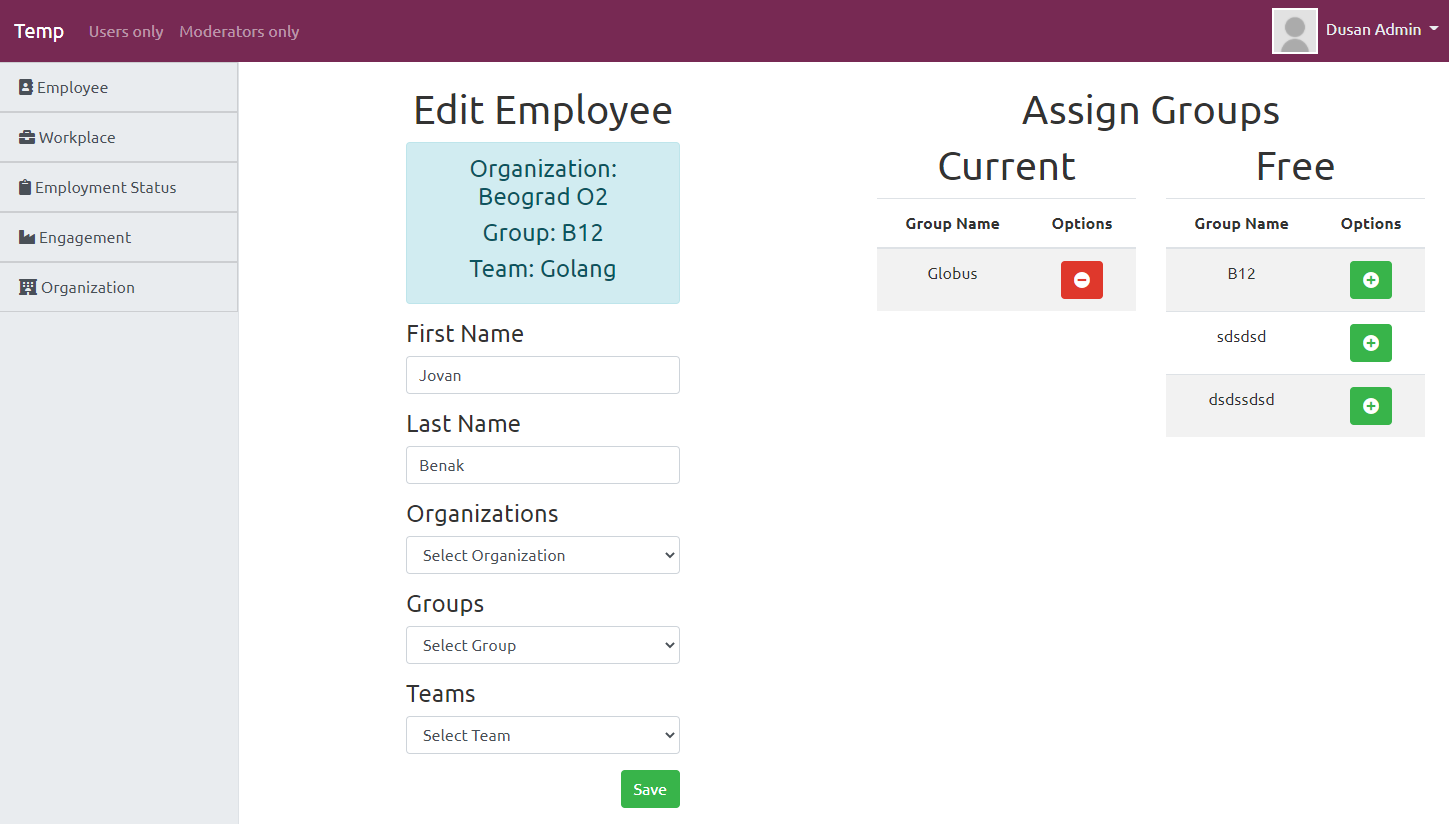 Temp Users only Moderators only Dusan Admin
Employee
Workplace
Employment Status
Engagement
Organization
Edit Employee
Organization:
Beograd O2
Group: B12
Team: Golang
First Name
Jovan
Last Name
Benak
Organizations
Select Organization
Groups
Select Group
Teams
Select Team
Save
Assign Groups
Current
Group Name Options
Globus
Free
Group Name Options
B12
sdsdsd
dsdssdsd